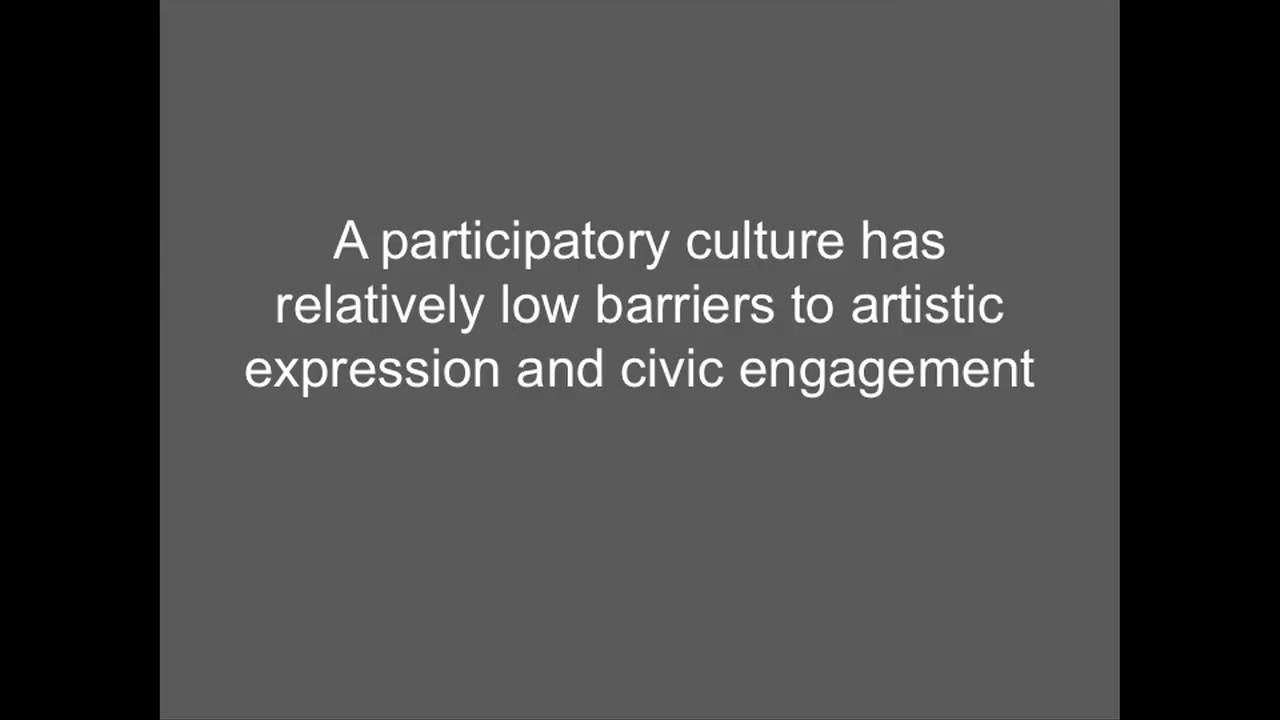 A participatory culture has
relatively low barriers to artistic
expression and civic engagement